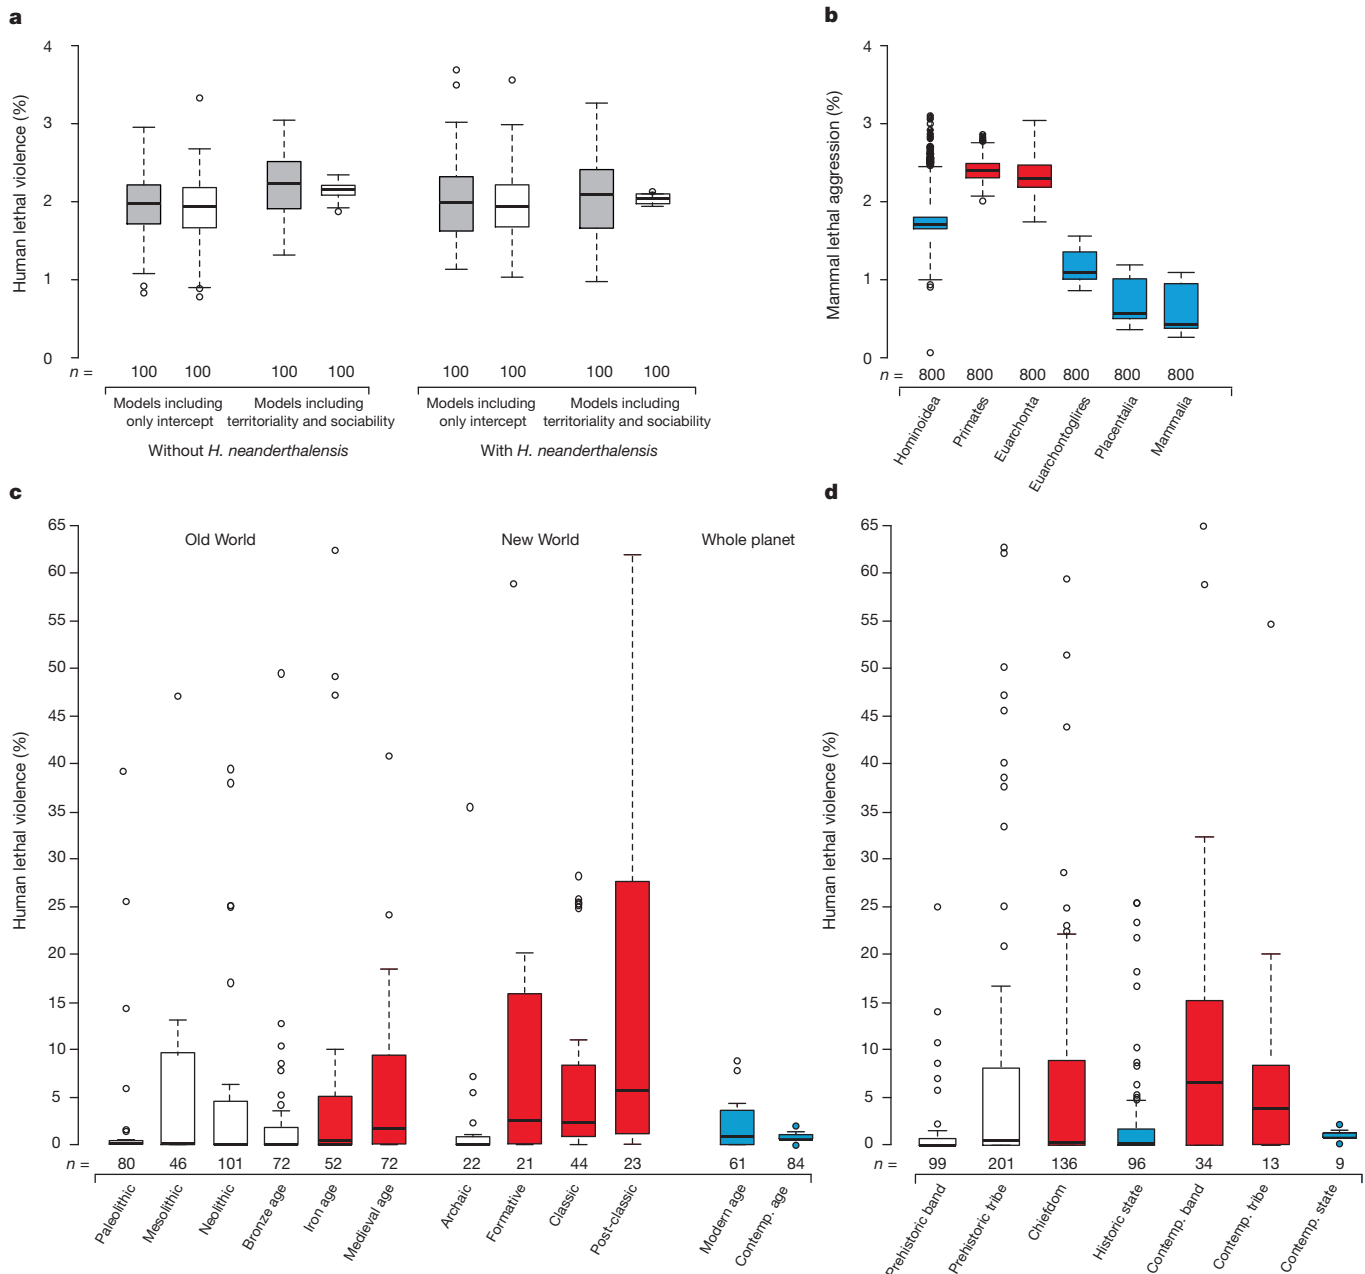 a
Human lethal violence (%)
4
3
2
1
0
n =
100
100
100
100
100
100
100
100
Models including
only intercept
Models including
territoriality and sociability
Models including
only intercept
Models including
territoriality and sociability
Without H. neanderthalensis
With H. neanderthalensis
b
Mammal lethal aggression (%)
4
3
2
1
0
n =
800
800
800
800
800
800
Hominoidea
Primates
Euarchonta
Euarchontoglires
Placentalia
Mammalia
c
Human lethal violence (%)
65
60
55
50
45
40
35
30
25
20
15
10
5
0
Old World
New World
Whole planet
n =
80
46
101
72
52
72
22
21
44
23
61
84
Paleolithic
Mesolithic
Neolithic
Bronze age
Iron age
Medieval age
Archaic
Formative
Classic
Post-classic
Modern age
Contemp. age
d
Human lethal violence (%)
65
60
55
50
45
40
35
30
25
20
15
10
5
0
n =
99
201
136
96
34
13
9
Prehistoric band
Prehistoric tribe
Chiefdom
Historic state
Contemp. band
Contemp. tribe
Contemp. state